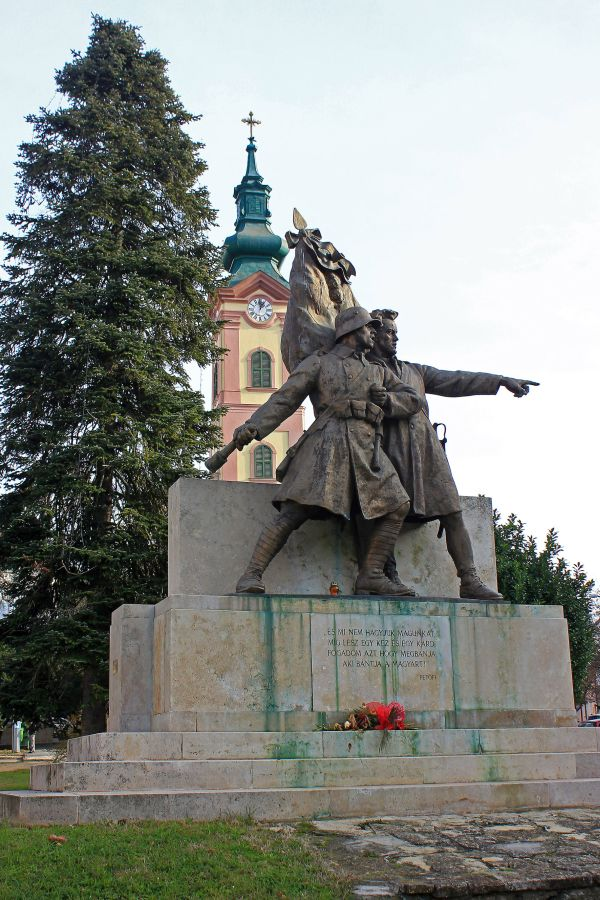 „ÉS MI NEM HAGYJUK MAGUNKAT,
MÍG LESZ EGY KÉZ ÉS EGY KARD,
FOGADOM AZT HOGY MEGBÁNJA
AKI BÁNTJA A MAGYART!"
PETŐFI